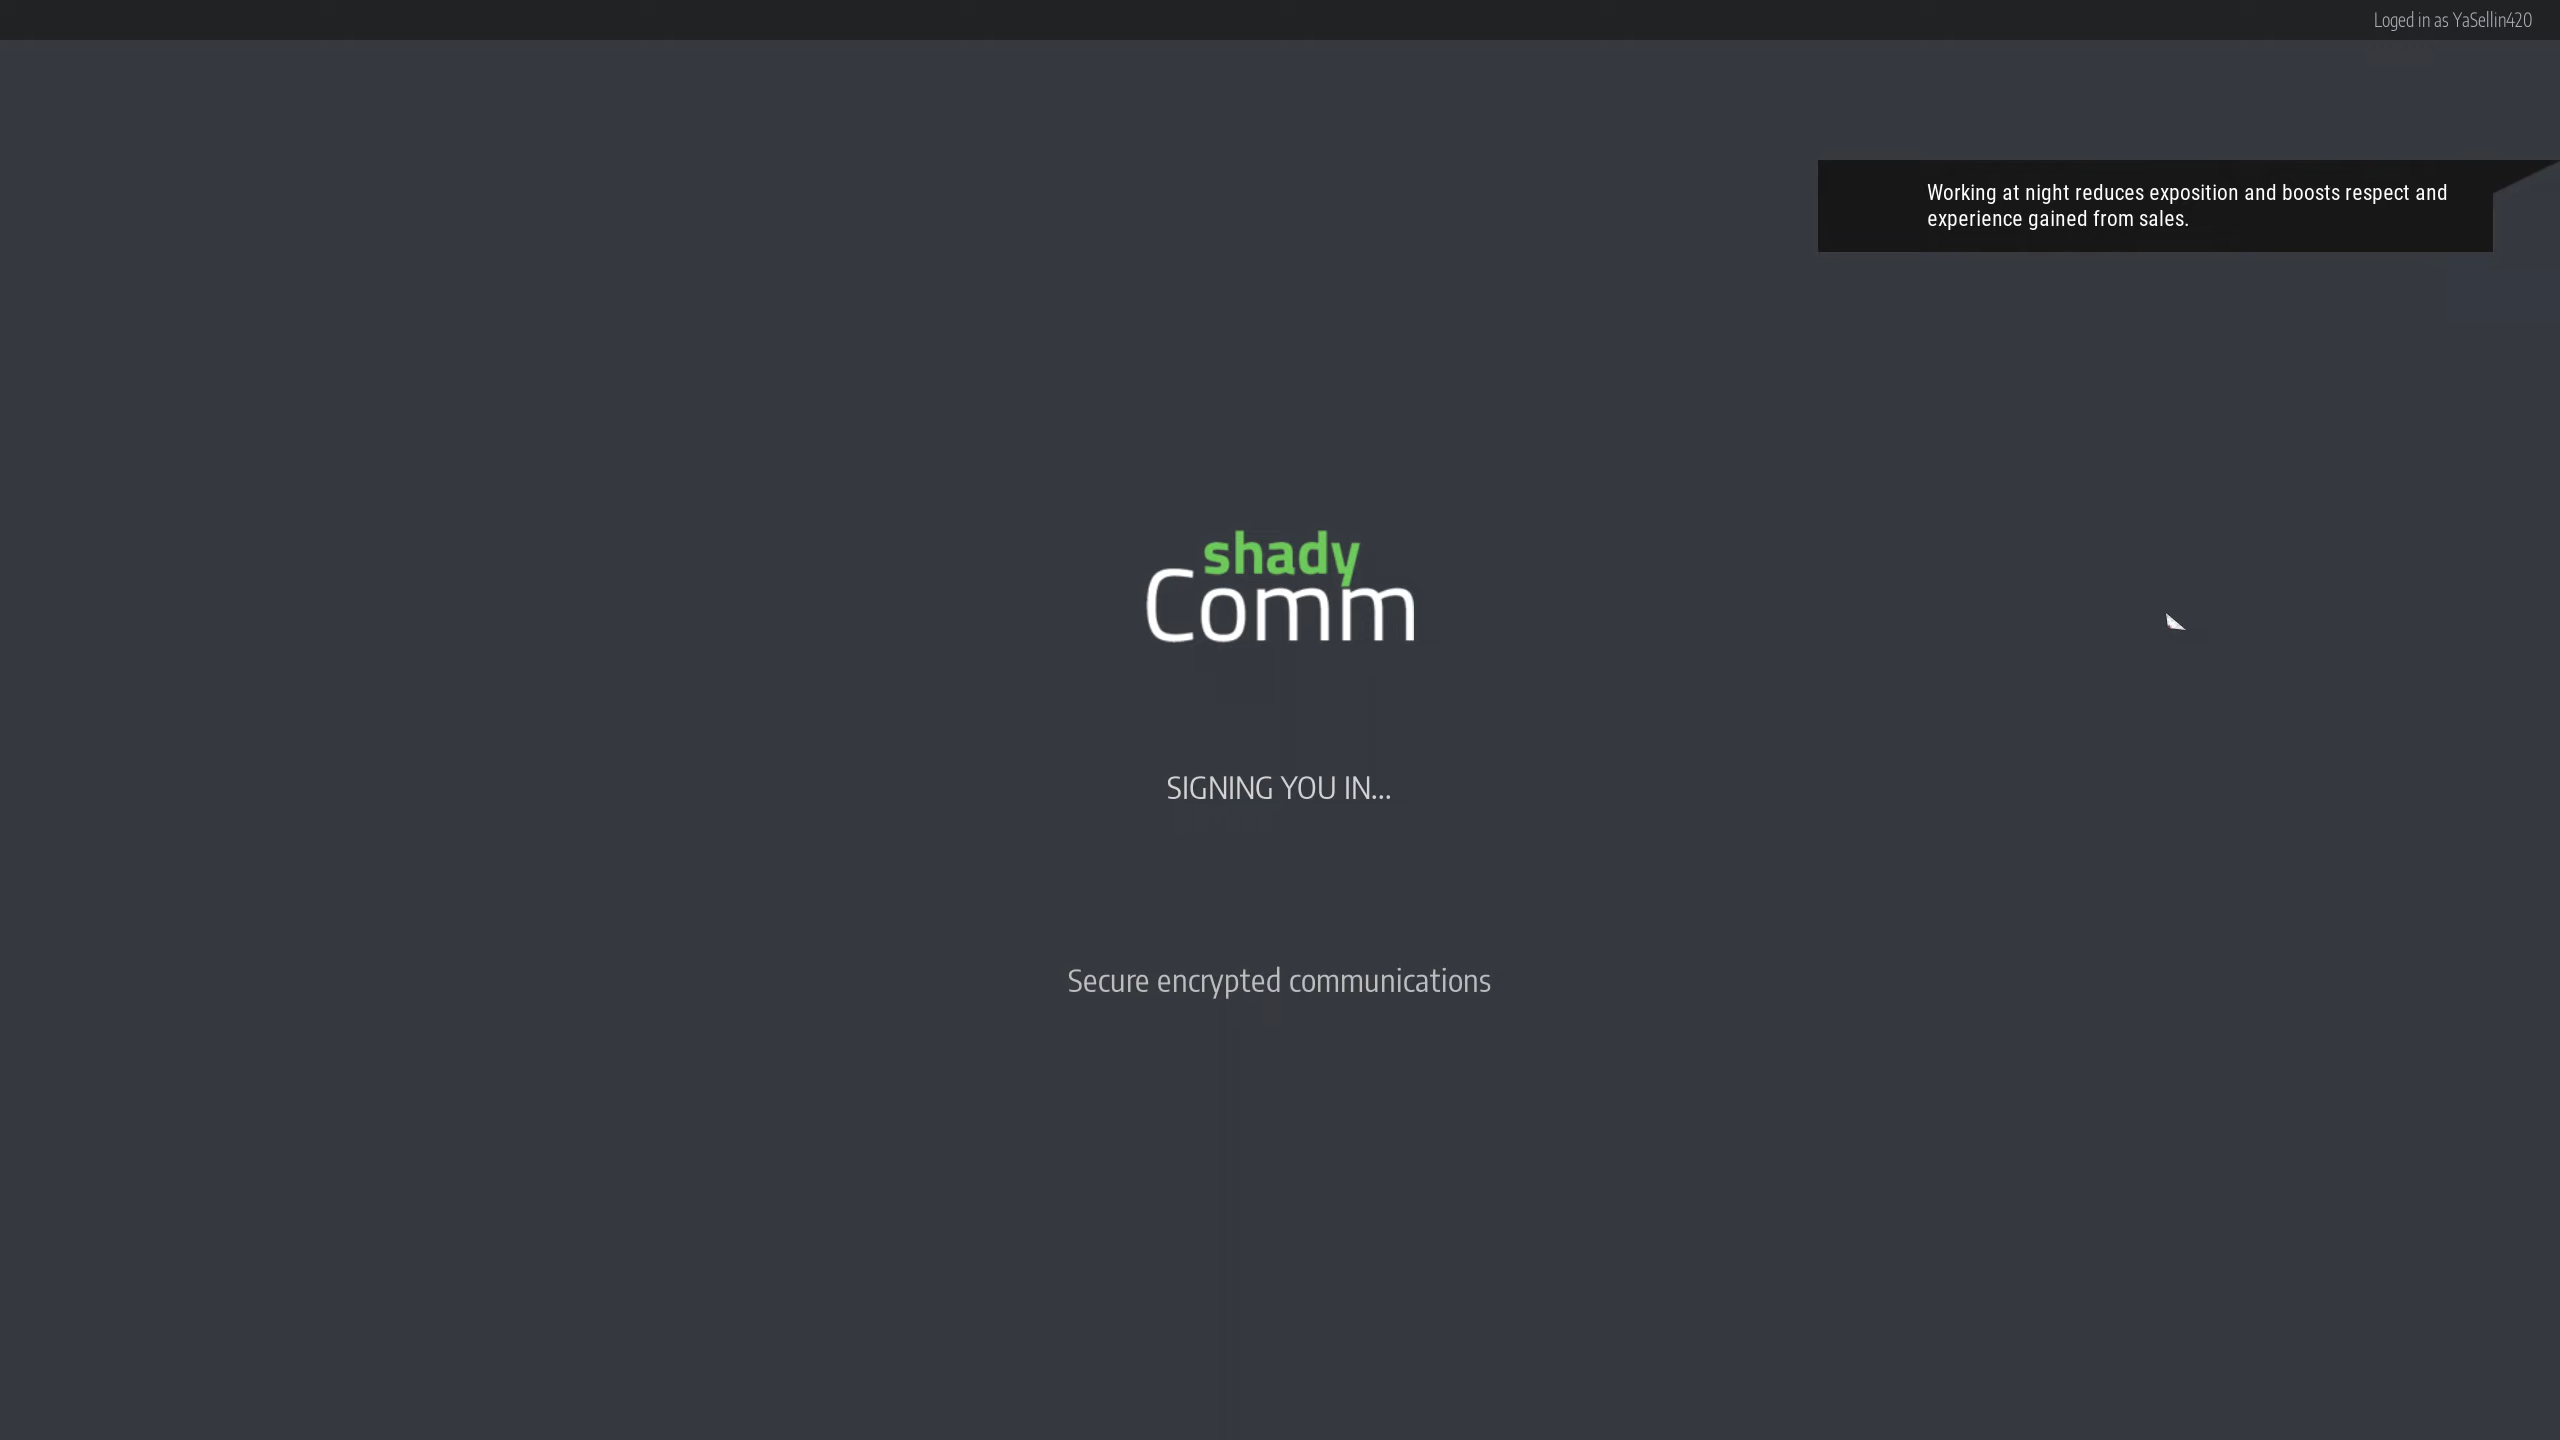 Loged in as YaSellin420
Working at night reduces exposition and boosts respect and
experience gained from sales.
shady
Comm
SIGNING YOU IN...
Secure encrypted communications